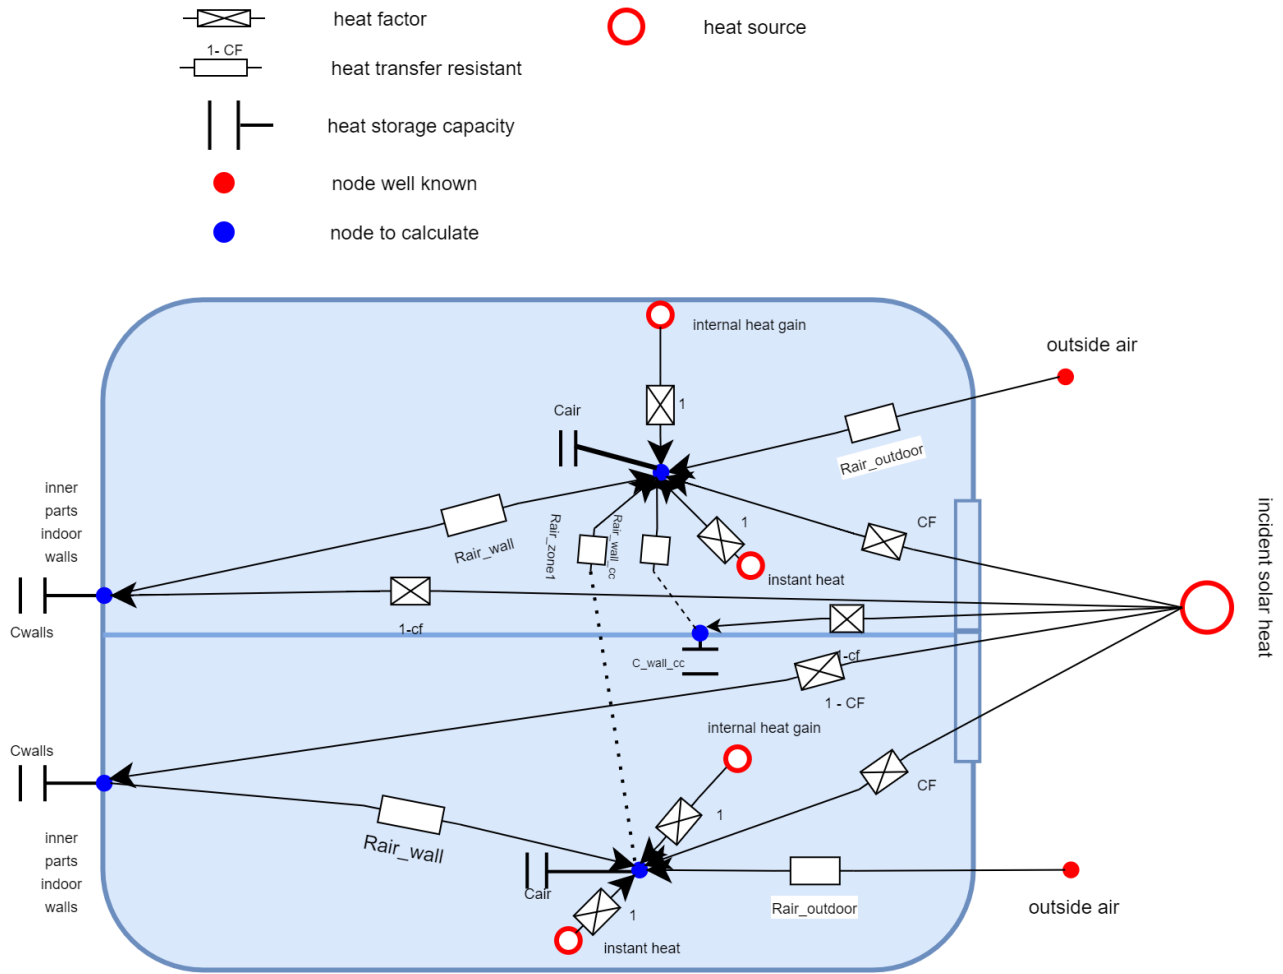 heat factor
heat source
1- CF
heat transfer resistant
heat storage capacity
node well known
node to calculate
internal heat gain
outside air
1
Cair
Rair_outdoor
inner
parts
indoor
walls
Rair_wall
Rair_zone1
Rair_wall_cc
1
CF
instant heat
incident solar heat
Cwalls
1-cf
C_wall_cc
1-cf
1 - CF
internal heat gain
Cwalls
CF
1
Rair_wall
inner
parts
indoor
walls
Cair
1
Rair_outdoor
outside air
instant heat